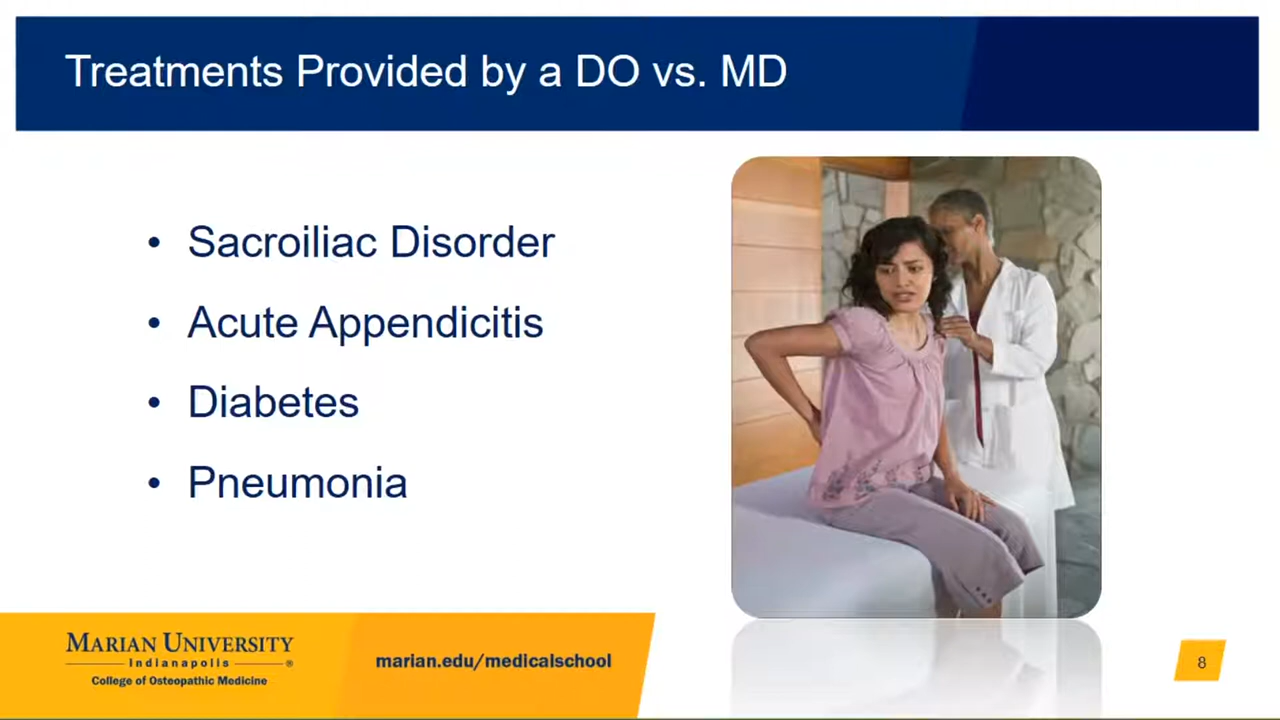 Treatments Provided by a DO vs. MD
• Sacroiliac Disorder
• Acute Appendicitis
• Diabetes
• Pneumonia
MARIAN UNIVERSITY
Indianapolis ®
College of Osteopathic Medicine
marian.edu/medicalschool
8